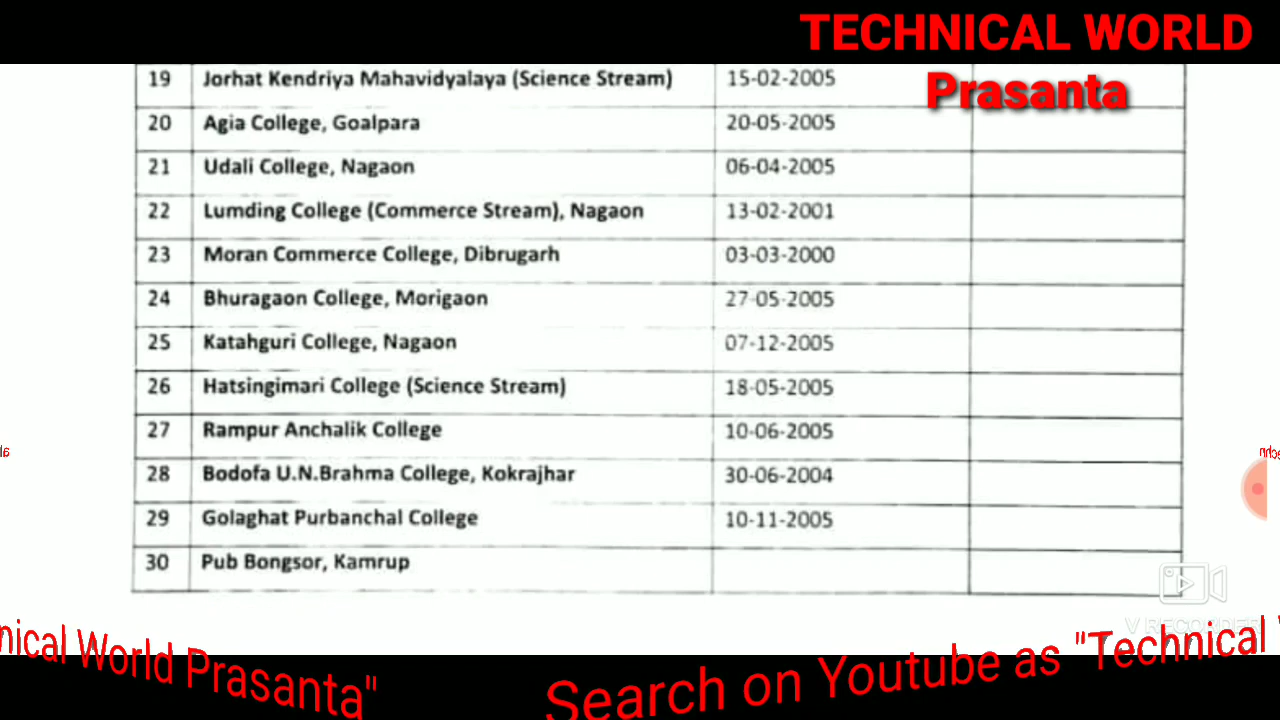 TECHNICAL WORLD
Prasanta
19 Jorhat Kendriya Mahavidyalaya (Science Stream) 15-02-2005
20 Agia College, Goalpara 20-05-2005
21 Udali College, Nagaon 06-04-2005
22 Lumding College (Commerce Stream), Nagaon 13-02-2001
23 Moran Commerce College, Dibrugarh 03-03-2000
24 Bhuragaon College, Morigaon 27-05-2005
25 Katahguri College, Nagaon 07-12-2005
26 Hatsingimari College (Science Stream) 18-05-2005
27 Rampur Anchalik College 10-06-2005
28 Bodofa U.N.Brahma College, Kokrajhar 30-06-2004
29 Golaghat Purbanchal College 10-11-2005
30 Pub Bongsor, Kamrup
V RECORDER
nical World Prasanta" Search on Youtube as "Technical